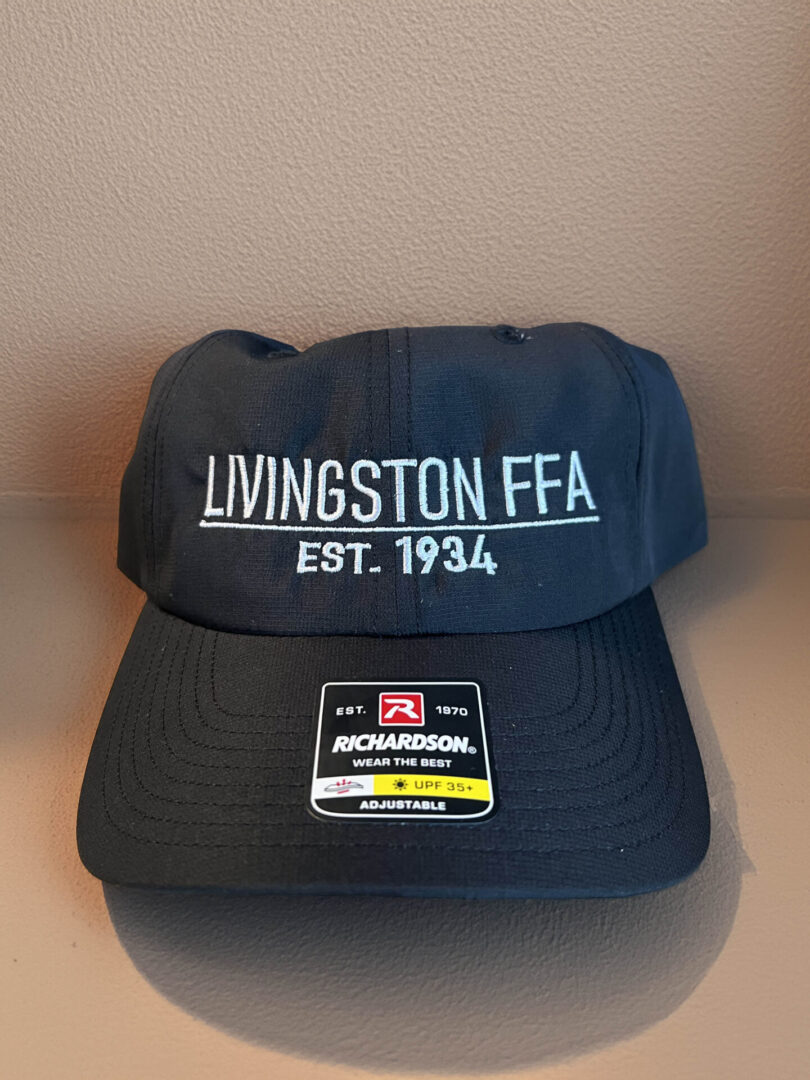 LIVINGSTON FFA
EST. 1934
EST. R 1970
RICHARDSON®
WEAR THE BEST
UPF 35+
ADJUSTABLE